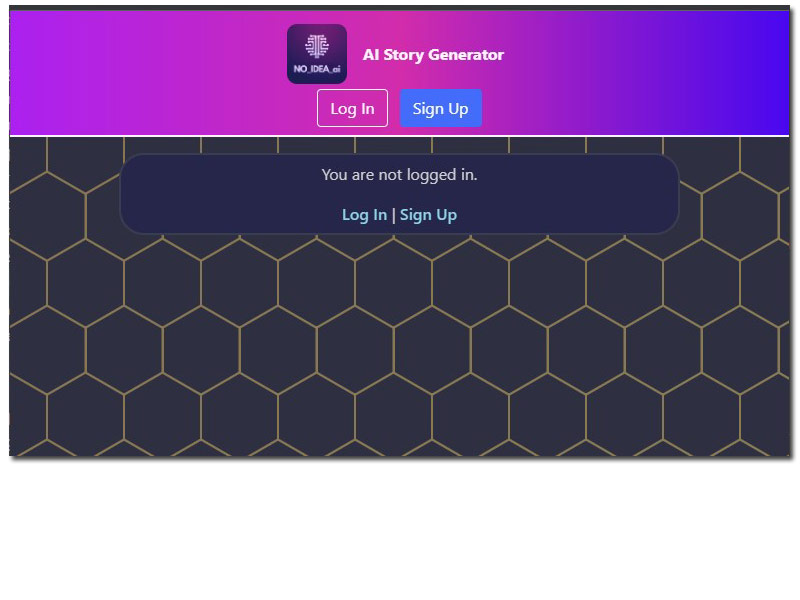 NO_IDEA_ai
AI Story Generator
Log In
Sign Up
You are not logged in.
Log In | Sign Up